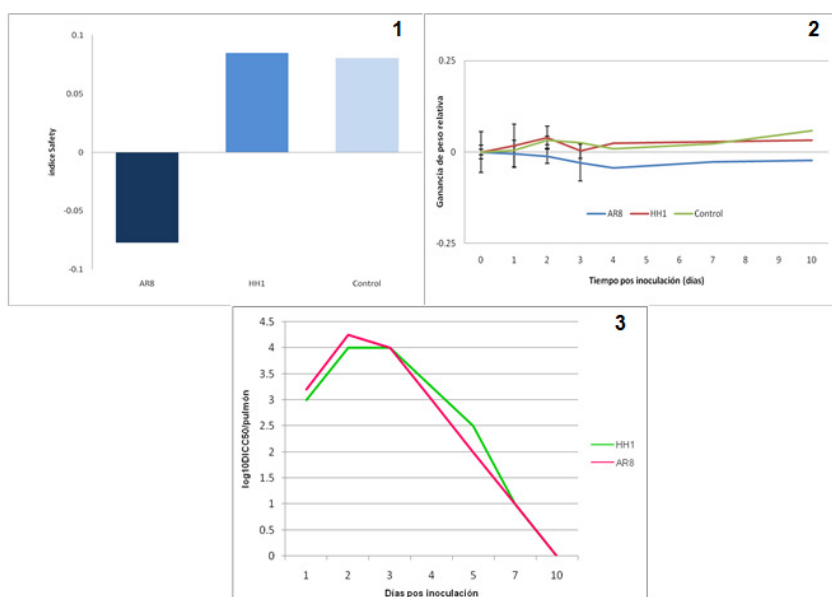 1
0.1
0.05
0
-0.05
-0.1
índice Safety
AR8 HH1 Control
2
0.25
0
-0.25
Ganancia de peso relativa
AR8 HH1 Control
0 1 2 3 4 5 6 7 8 9 10
Tiempo pos inoculación (días)
3
4.5
4
3.5
3
2.5
2
1.5
1
0.5
0
log10DICC50/pulmón
HH1
AR8
1 2 3 4 5 7 10
Días pos inoculación